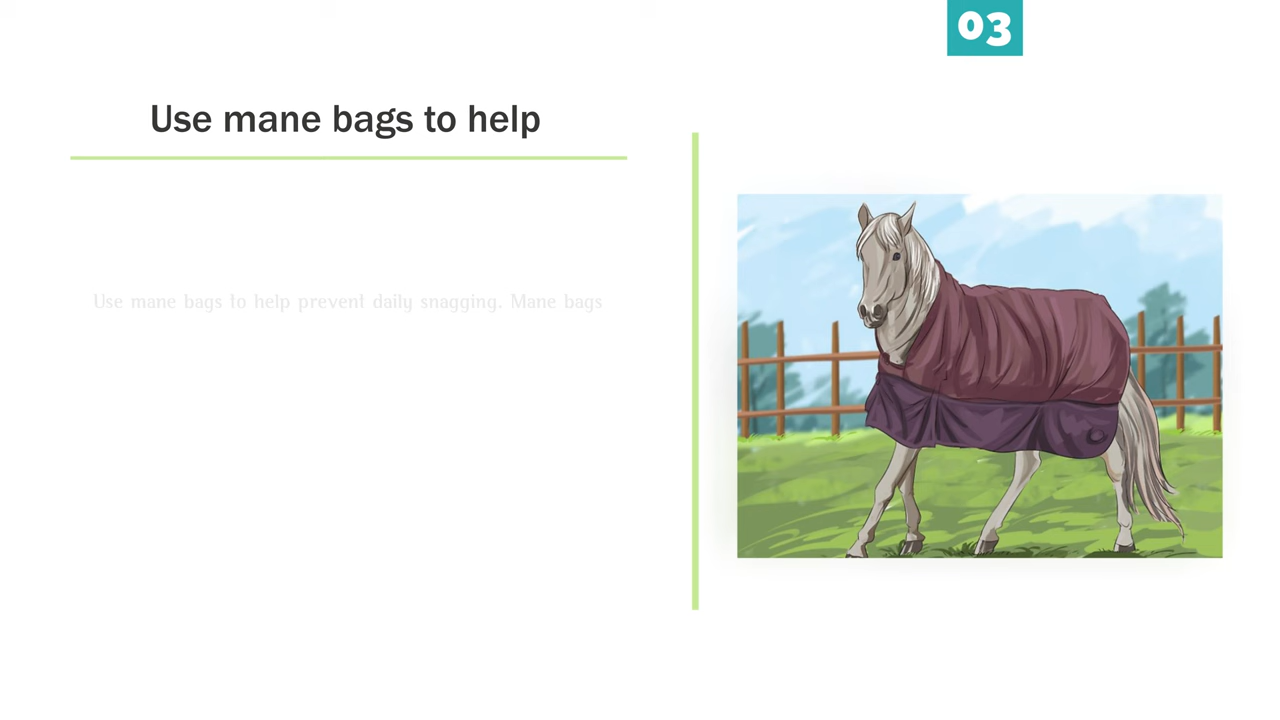 03
Use mane bags to help
Use mane bags to help prevent daily snagging. Mane bags